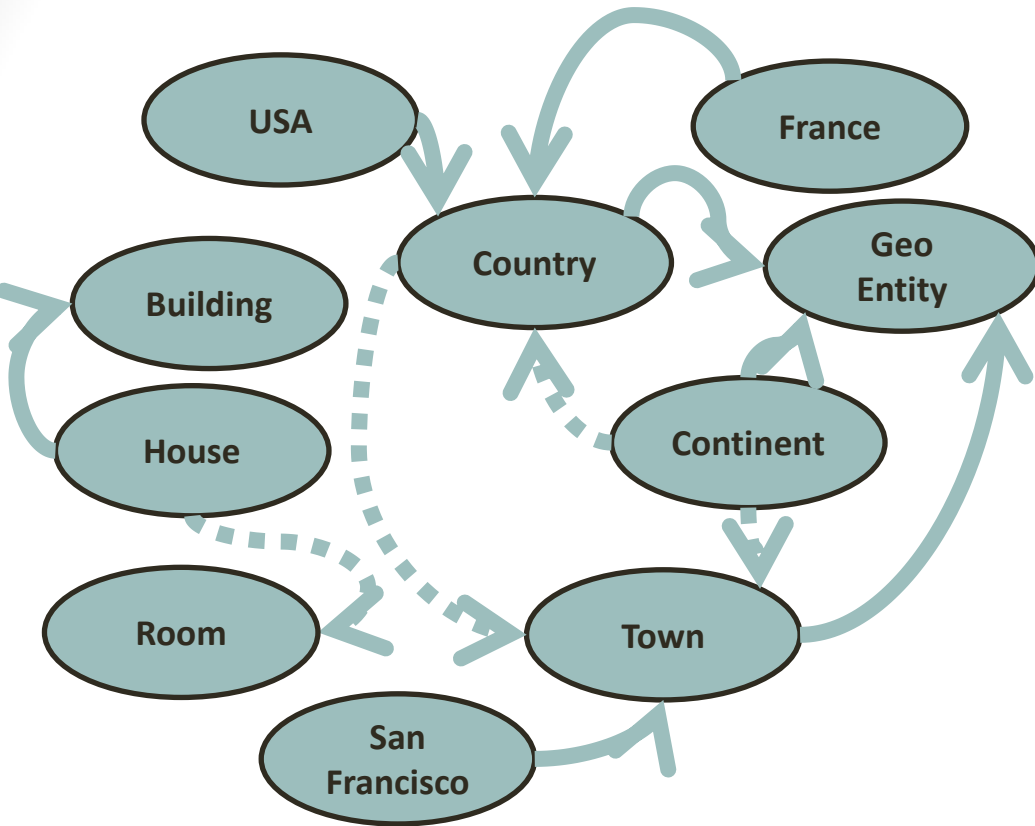 USA
France
Country
Geo
Entity
Building
House
Continent
Room
Town
San
Francisco